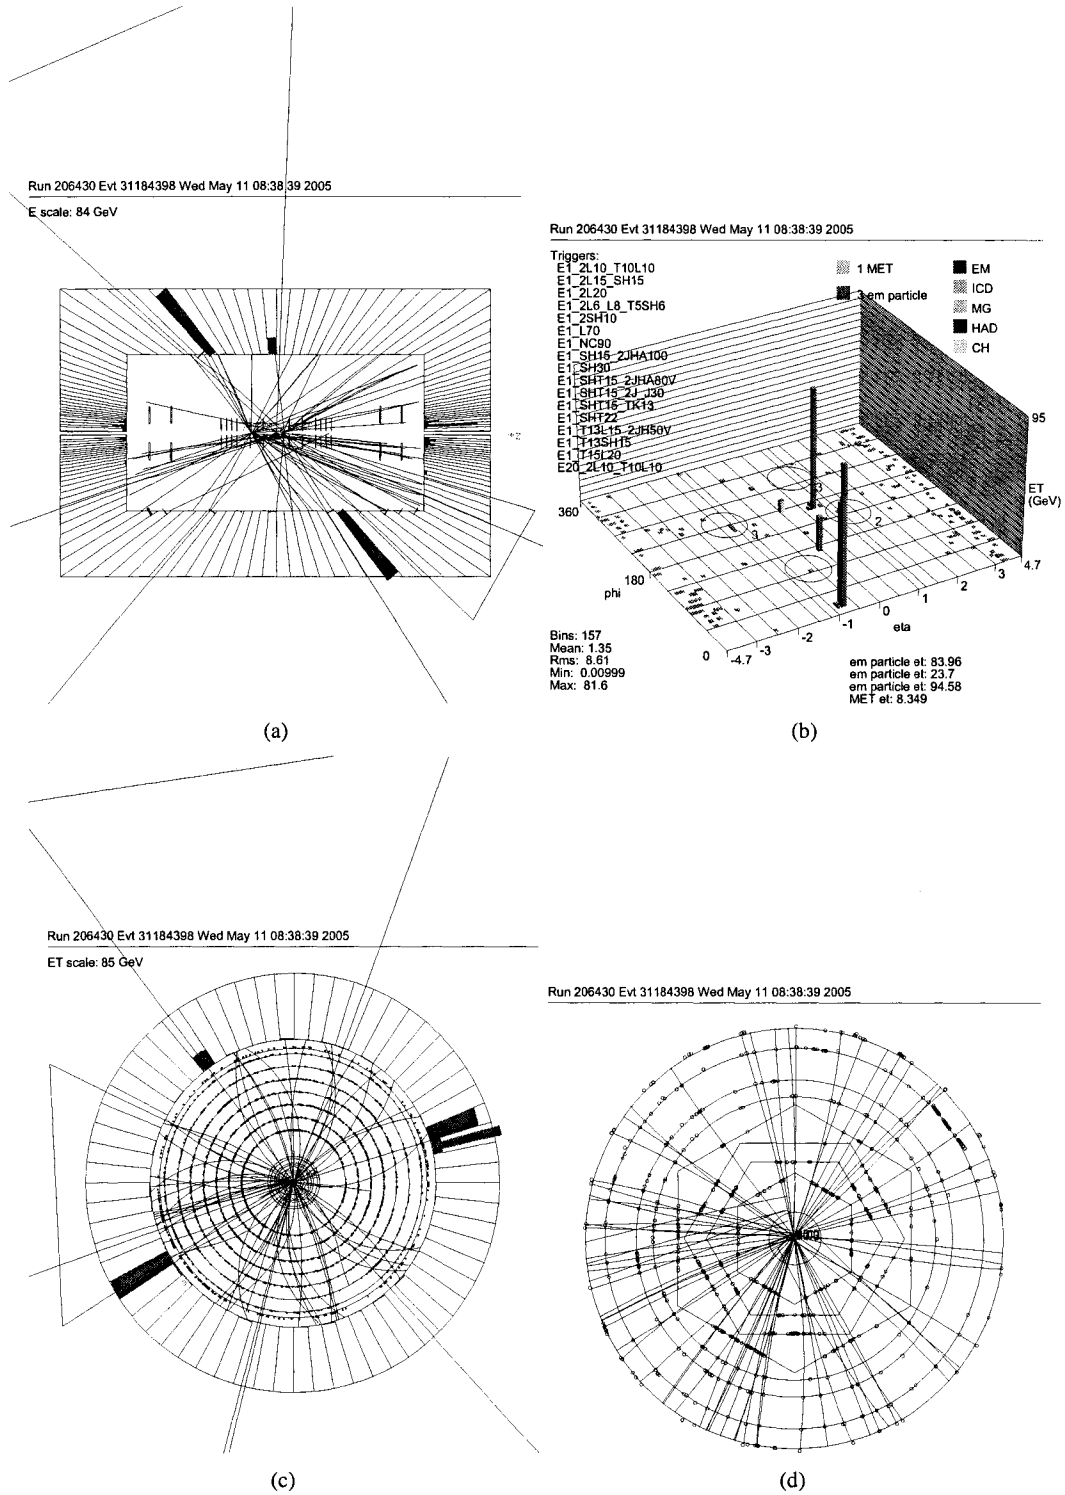 Run 206430 Evt 31184398 Wed May 11 08:38:39 2005
E scale: 84 GeV
+z
(a)
Run 206430 Evt 31184398 Wed May 11 08:38:39 2005
Triggers:
E1_2L10_T10L10
E1_2L15_SH15
E1_2L20
E1_2L6_L8_T5SH6
E1_2SH10
E1_L70
E1_NC90
E1_SH15_2JHA100
E1_SH30
E1_SHT15_2JHA80V
E1_SHT15_2J_J30
E1_SHT15_TK13
E1_SHT22
E1_T13L15_2JH50V
E1_T13SH15
E1_T15L20
E20_2L10_T10L10
1 MET
3 em particle
EM
ICD
MG
HAD
CH
95
ET
(GeV)
360
180
phi
0
-4.7
-3
-2
-1
0
1
2
3
4.7
eta
3
2
3
Bins: 157
Mean: 1.35
Rms: 8.61
Min: 0.00999
Max: 81.6
em particle et: 83.96
em particle et: 23.7
em particle et: 94.58
MET et: 8.349
(b)
Run 206430 Evt 31184398 Wed May 11 08:38:39 2005
ET scale: 85 GeV
(c)
Run 206430 Evt 31184398 Wed May 11 08:38:39 2005
(d)